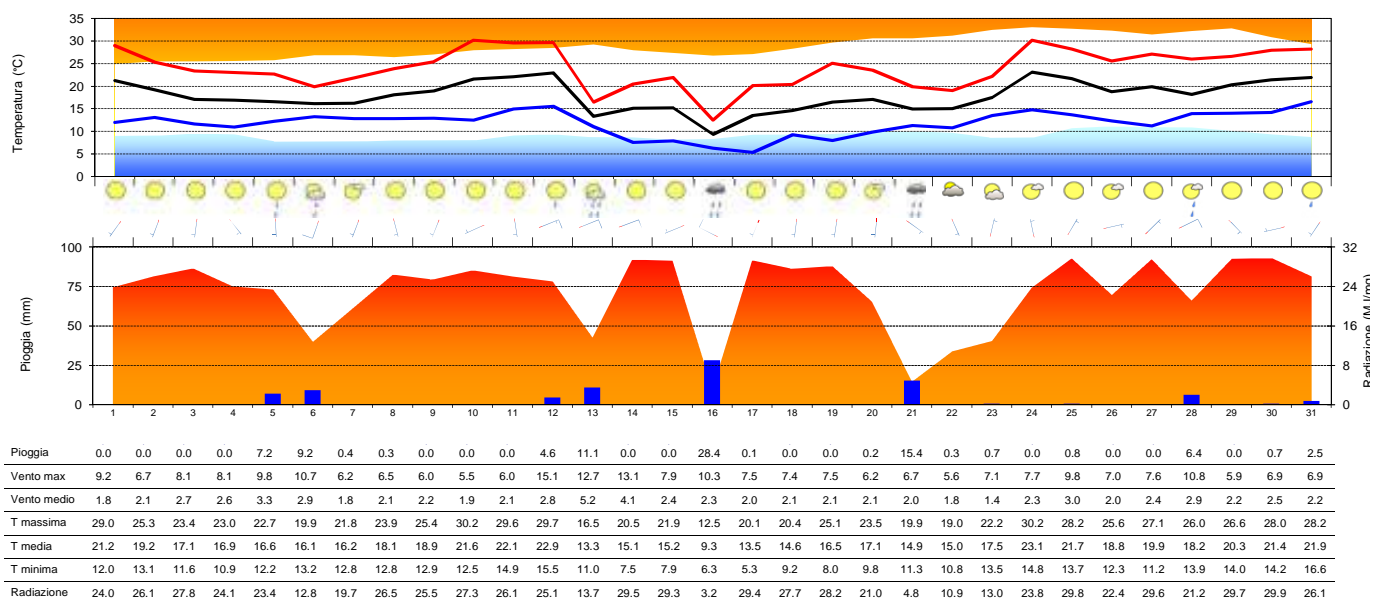 35
30
25
20
15
10
5
0
Temperatura (°C)
100
75
50
25
0
Pioggia (mm)
32
24
16
8
0
Radiazione (MJ/mq)
1 2 3 4 5 6 7 8 9 10 11 12 13 14 15 16 17 18 19 20 21 22 23 24 25 26 27 28 29 30 31
Pioggia 0.0 0.0 0.0 0.0 7.2 9.2 0.4 0.3 0.0 0.0 0.0 4.6 11.1 0.0 0.0 28.4 0.1 0.0 0.0 0.2 15.4 0.3 0.7 0.0 0.8 0.0 0.0 6.4 0.0 0.7 2.5
Vento max 9.2 6.7 8.1 8.1 9.8 10.7 6.2 6.5 6.0 5.5 6.0 15.1 12.7 13.1 7.9 10.3 7.5 7.4 7.5 6.2 6.7 5.6 7.1 7.7 9.8 7.0 7.6 10.8 5.9 6.9 6.9
Vento medio 1.8 2.1 2.7 2.6 3.3 2.9 1.8 2.1 2.2 1.9 2.1 2.8 5.2 4.1 2.4 2.3 2.0 2.1 2.1 2.1 2.0 1.8 1.4 2.3 3.0 2.0 2.4 2.9 2.2 2.5 2.2
T massima 29.0 25.3 23.4 23.0 22.7 19.9 21.8 23.9 25.4 30.2 29.6 29.7 16.5 20.5 21.9 12.5 20.1 20.4 25.1 23.5 19.9 19.0 22.2 30.2 28.2 25.6 27.1 26.0 26.6 28.0 28.2
T media 21.2 19.2 17.1 16.9 16.6 16.1 16.2 18.1 18.9 21.6 22.1 22.9 13.3 15.1 15.2 9.3 13.5 14.6 16.5 17.1 14.9 15.0 17.5 23.1 21.7 18.8 19.9 18.2 20.3 21.4 21.9
T minima 12.0 13.1 11.6 10.9 12.2 13.2 12.8 12.8 12.9 12.5 14.9 15.5 11.0 7.5 7.9 6.3 5.3 9.2 8.0 9.8 11.3 10.8 13.5 14.8 13.7 12.3 11.2 13.9 14.0 14.2 16.6
Radiazione 24.0 26.1 27.8 24.1 23.4 12.8 19.7 26.5 25.5 27.3 26.1 25.1 13.7 29.5 29.3 3.2 29.4 27.7 28.2 21.0 4.8 10.9 13.0 23.8 29.8 22.4 29.6 21.2 29.7 29.9 26.1